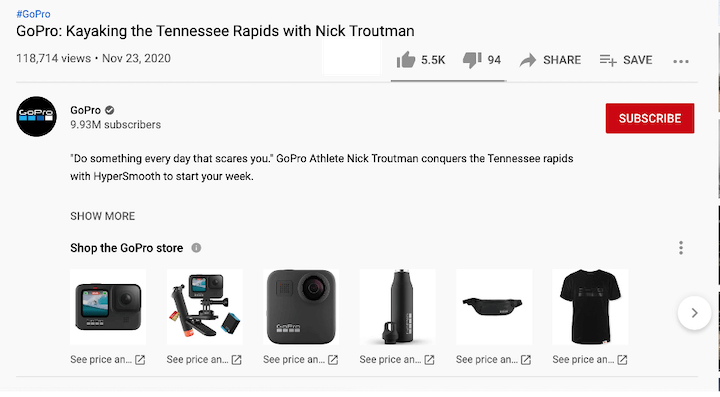 #GoPro
GoPro: Kayaking the Tennessee Rapids with Nick Troutman
118,714 views • Nov 23, 2020
5.5K
94
SHARE
SAVE
GoPro
GoPro
9.93M subscribers
SUBSCRIBE
"Do something every day that scares you." GoPro Athlete Nick Troutman conquers the Tennessee rapids
with HyperSmooth to start your week.
SHOW MORE
Shop the GoPro store
GoPro
See price an...
See price an...
See price an...
See price an...
See price an...
See price an...